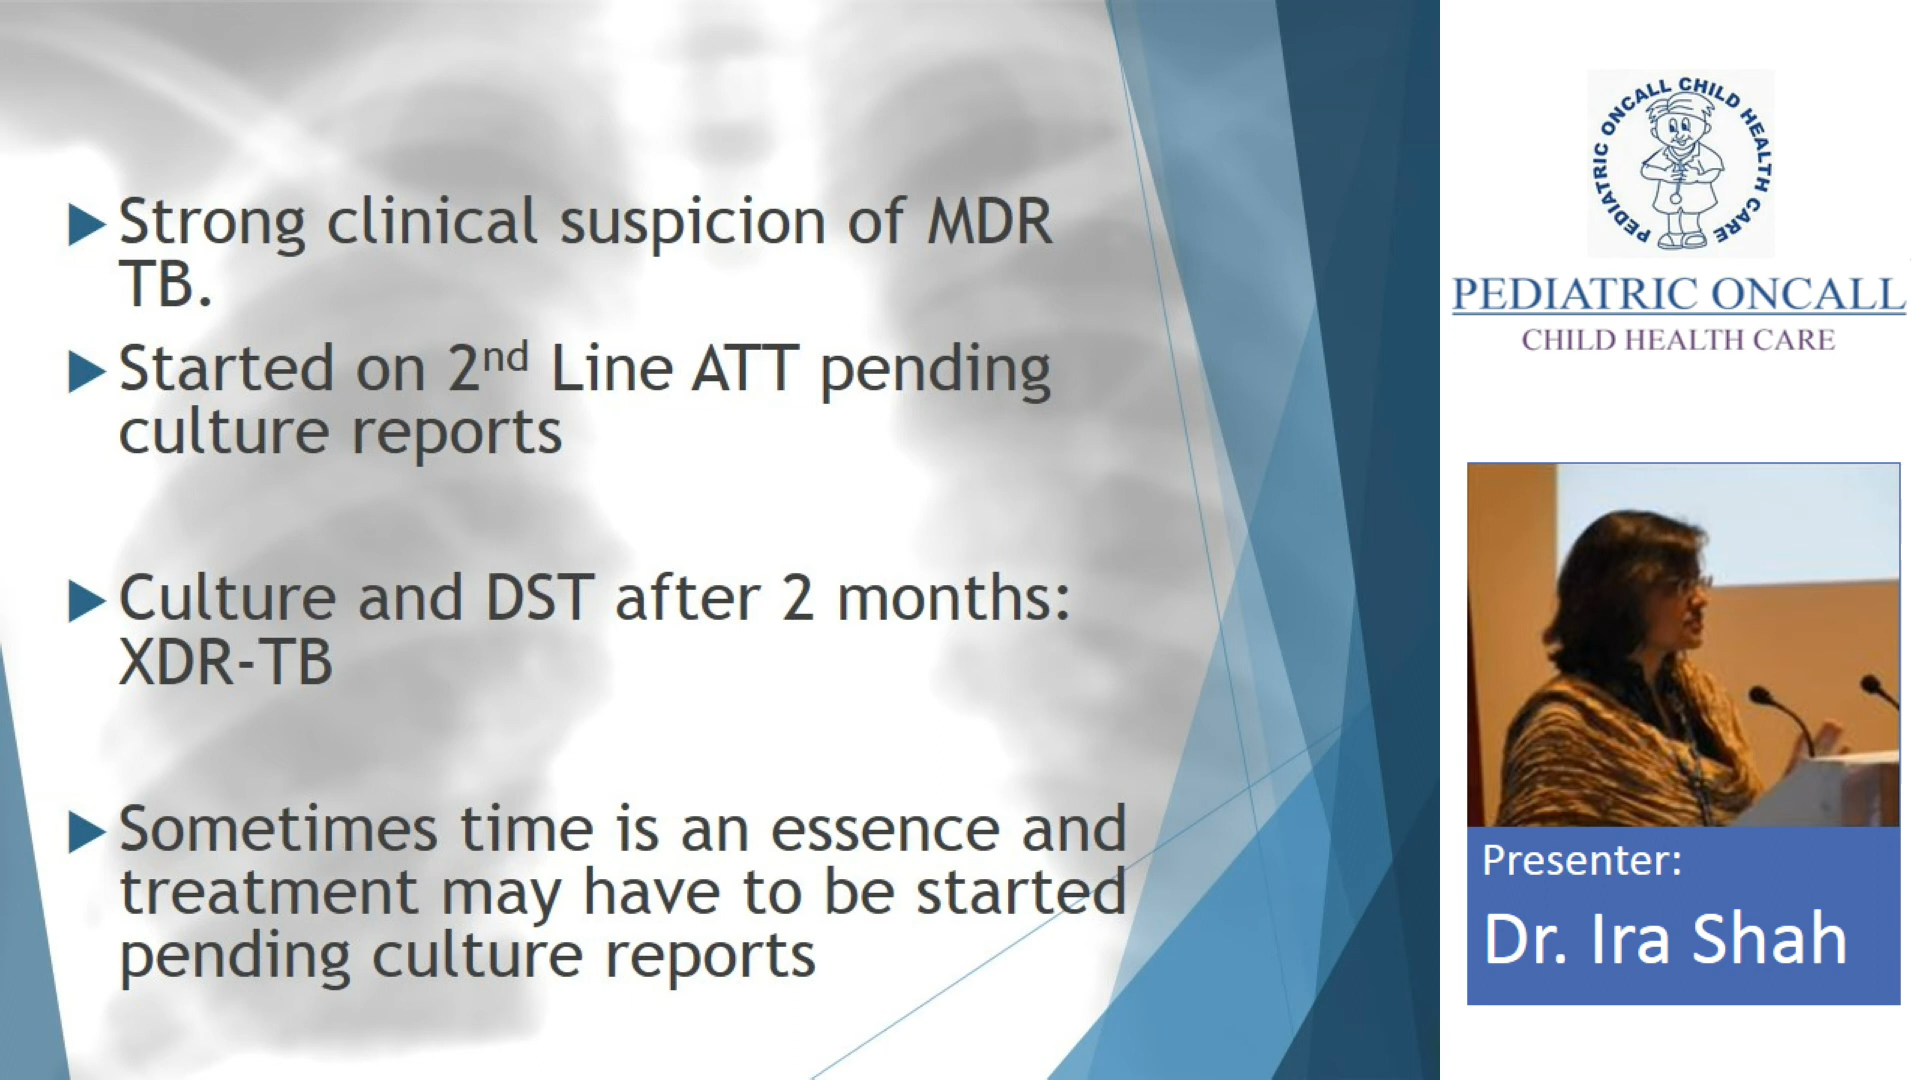 Strong clinical suspicion of MDR
TB.
Started on 2nd Line ATT pending
culture reports
Culture and DST after 2 months:
XDR-TB
Sometimes time is an essence and
treatment may have to be started
pending culture reports
PEDIATRIC ONCALL CHILD HEALTH CARE
PEDIATRIC ONCALL
CHILD HEALTH CARE
Presenter:
Dr. Ira Shah